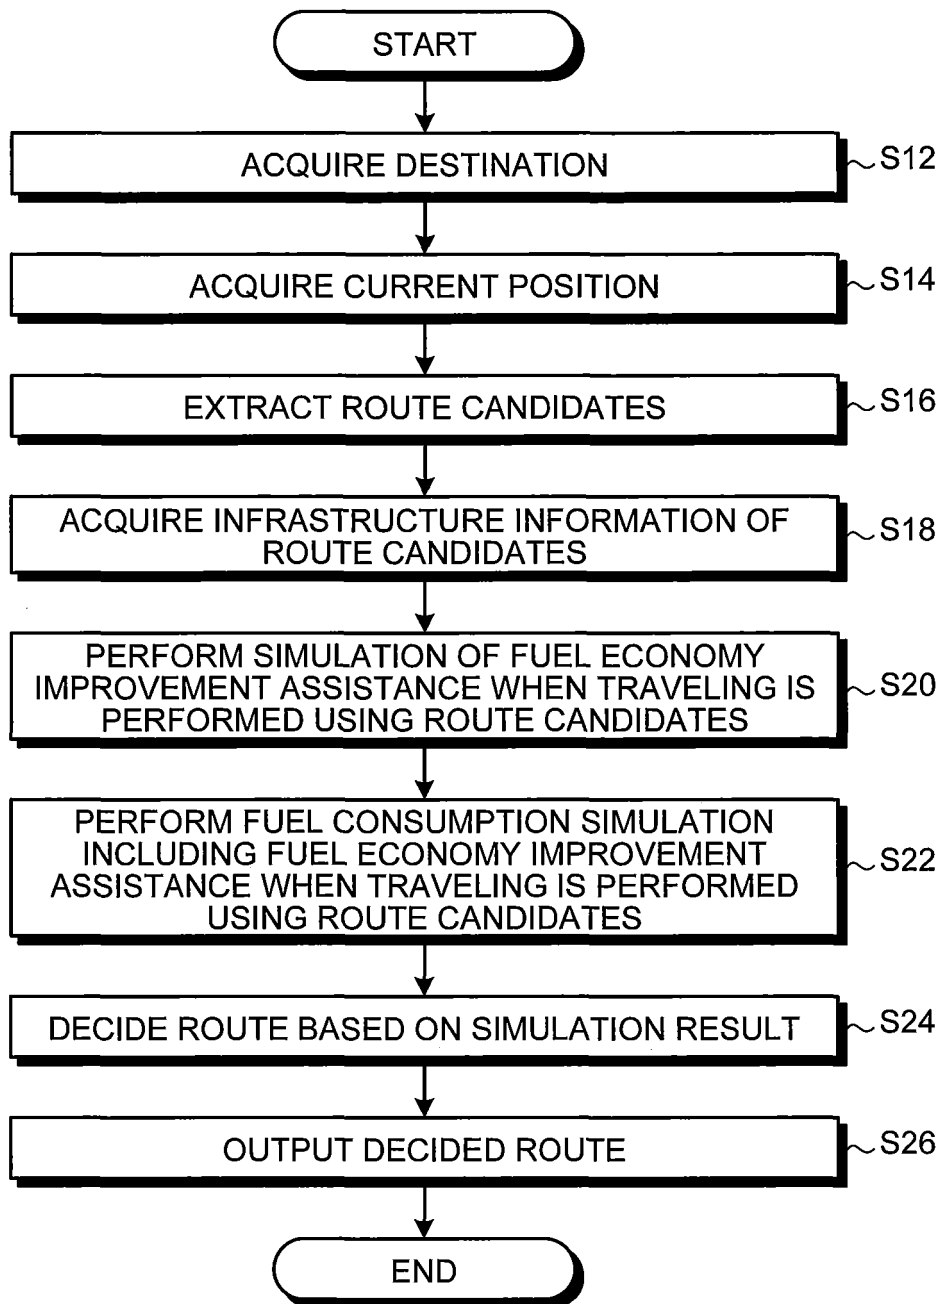 START
ACQUIRE DESTINATION
S12
ACQUIRE CURRENT POSITION
S14
EXTRACT ROUTE CANDIDATES
S16
ACQUIRE INFRASTRUCTURE INFORMATION OF
ROUTE CANDIDATES
S18
PERFORM SIMULATION OF FUEL ECONOMY
IMPROVEMENT ASSISTANCE WHEN TRAVELING IS
PERFORMED USING ROUTE CANDIDATES
S20
PERFORM FUEL CONSUMPTION SIMULATION
INCLUDING FUEL ECONOMY IMPROVEMENT
ASSISTANCE WHEN TRAVELING IS PERFORMED
USING ROUTE CANDIDATES
S22
DECIDE ROUTE BASED ON SIMULATION RESULT
S24
OUTPUT DECIDED ROUTE
S26
END